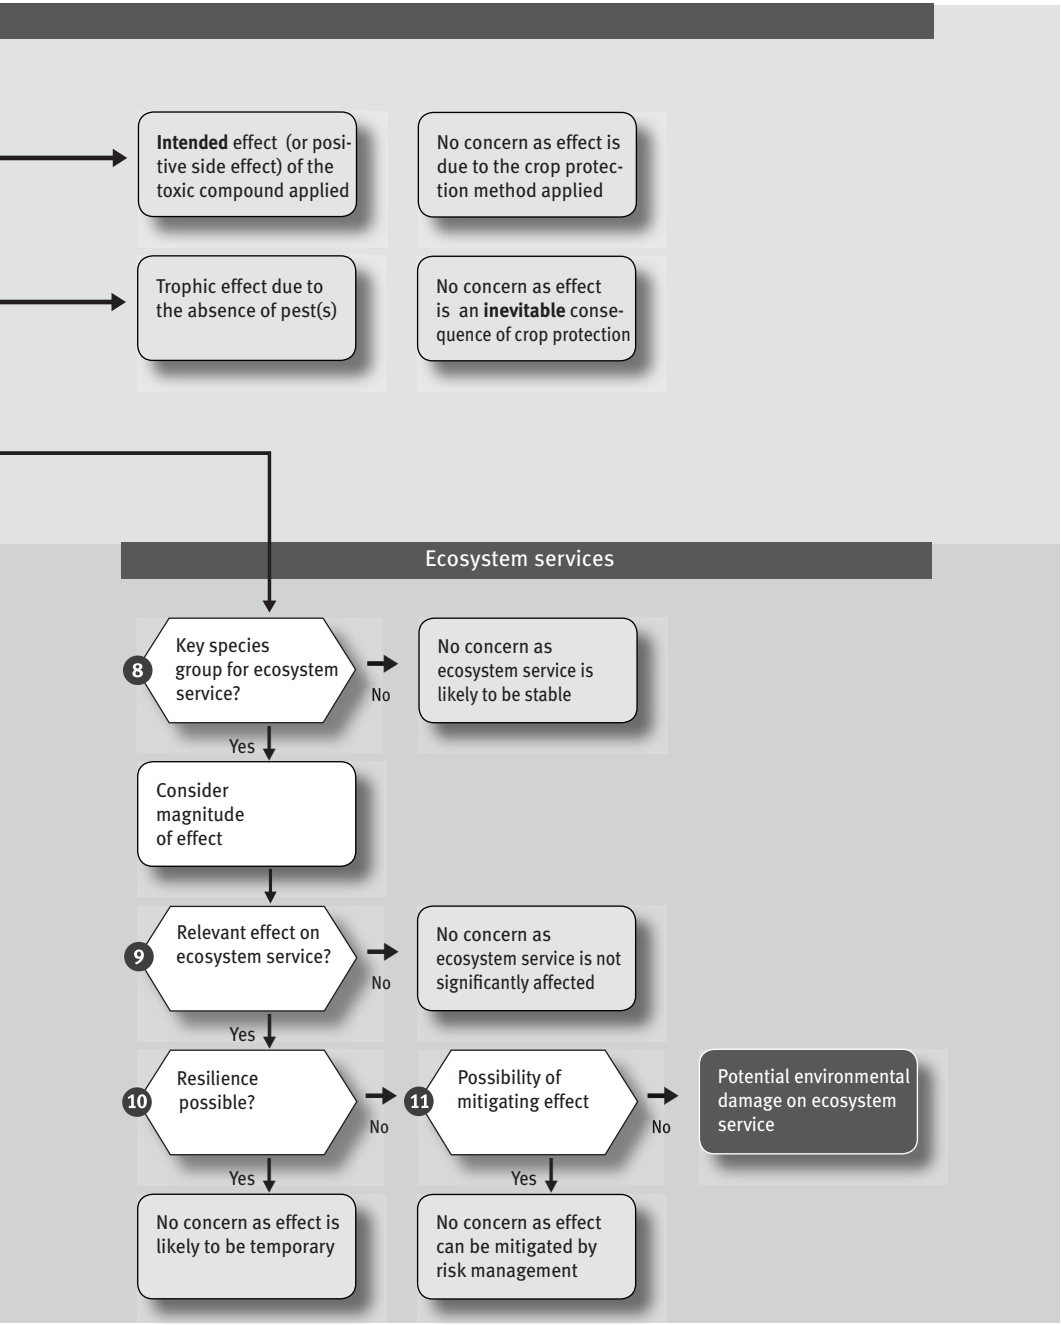 Intended effect (or posi-
tive side effect) of the
toxic compound applied
No concern as effect is
due to the crop protec-
tion method applied
Trophic effect due to
the absence of pest(s)
No concern as effect
is an inevitable conse-
quence of crop protection
Ecosystem services
8
Key species
group for ecosystem
service?
No
No concern as
ecosystem service is
likely to be stable
Yes
Consider
magnitude
of effect
9
Relevant effect on
ecosystem service?
No
No concern as
ecosystem service is not
significantly affected
Yes
10
Resilience
possible?
No
11
Possibility of
mitigating effect
No
Potential environmental
damage on ecosystem
service
Yes
No concern as effect is
likely to be temporary
Yes
No concern as effect
can be mitigated by
risk management